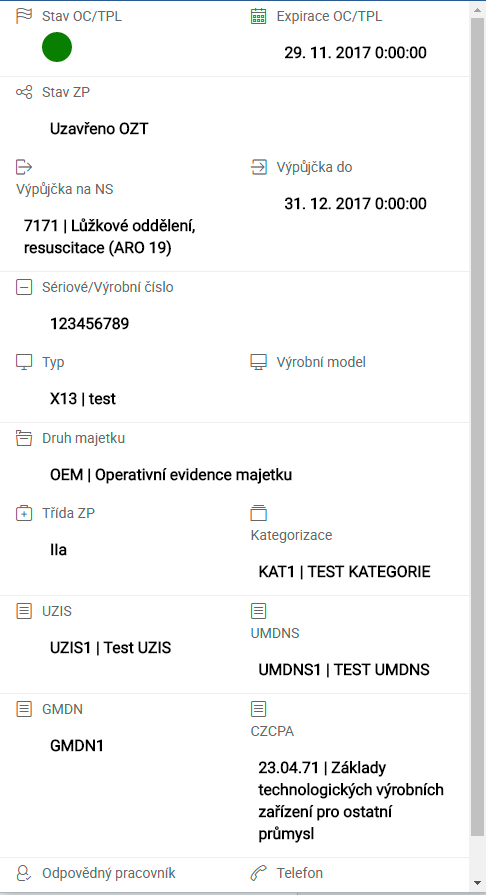 Stav OC/TPL
Expirace OC/TPL
29. 11. 2017 0:00:00
Stav ZP
Uzavřeno OZT
Výpůjčka na NS
7171 | Lůžkové oddělení,
resuscitace (ARO 19)
Výpůjčka do
31. 12. 2017 0:00:00
Sériové/Výrobní číslo
123456789
Typ
X13 | test
Výrobní model
Druh majetku
OEM | Operativní evidence majetku
Třída ZP
IIa
Kategorizace
KAT1 | TEST KATEGORIE
UZIS
UZIS1 | Test UZIS
UMDNS
UMDNS1 | TEST UMDNS
GMDN
GMDN1
CZCPA
23.04.71 | Základy
technologických výrobních
zařízení pro ostatní
průmysl
Odpovědný pracovník
Telefon